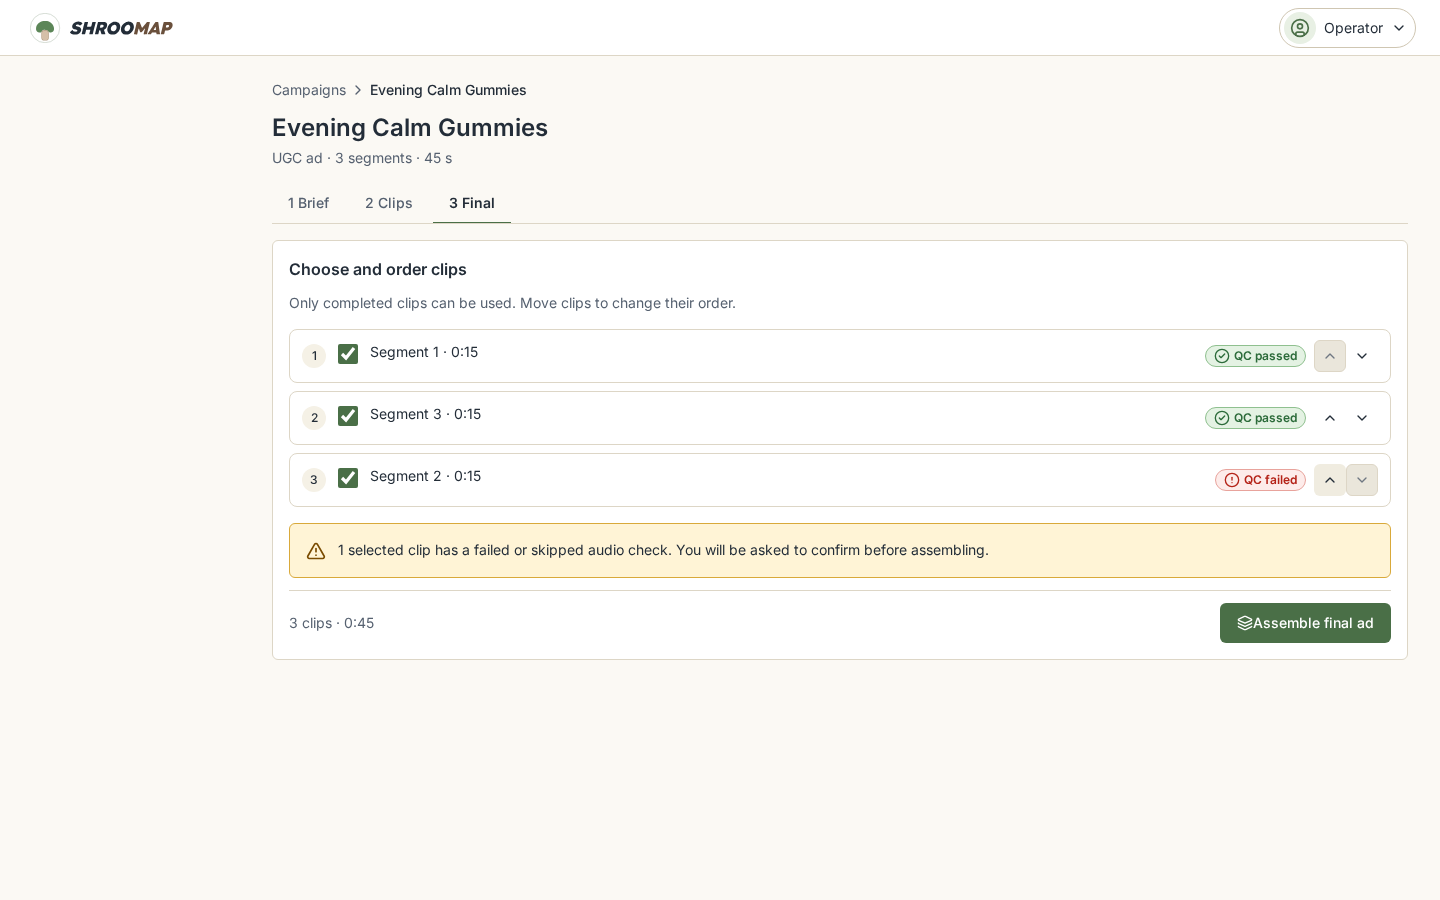 SHROOMAP
Operator
Campaigns > Evening Calm Gummies
Evening Calm Gummies
UGC ad · 3 segments · 45 s
1 Brief 2 Clips 3 Final
Choose and order clips
Only completed clips can be used. Move clips to change their order.
1 Segment 1 · 0:15 QC passed
2 Segment 3 · 0:15 QC passed
3 Segment 2 · 0:15 QC failed
1 selected clip has a failed or skipped audio check. You will be asked to confirm before assembling.
3 clips · 0:45 Assemble final ad